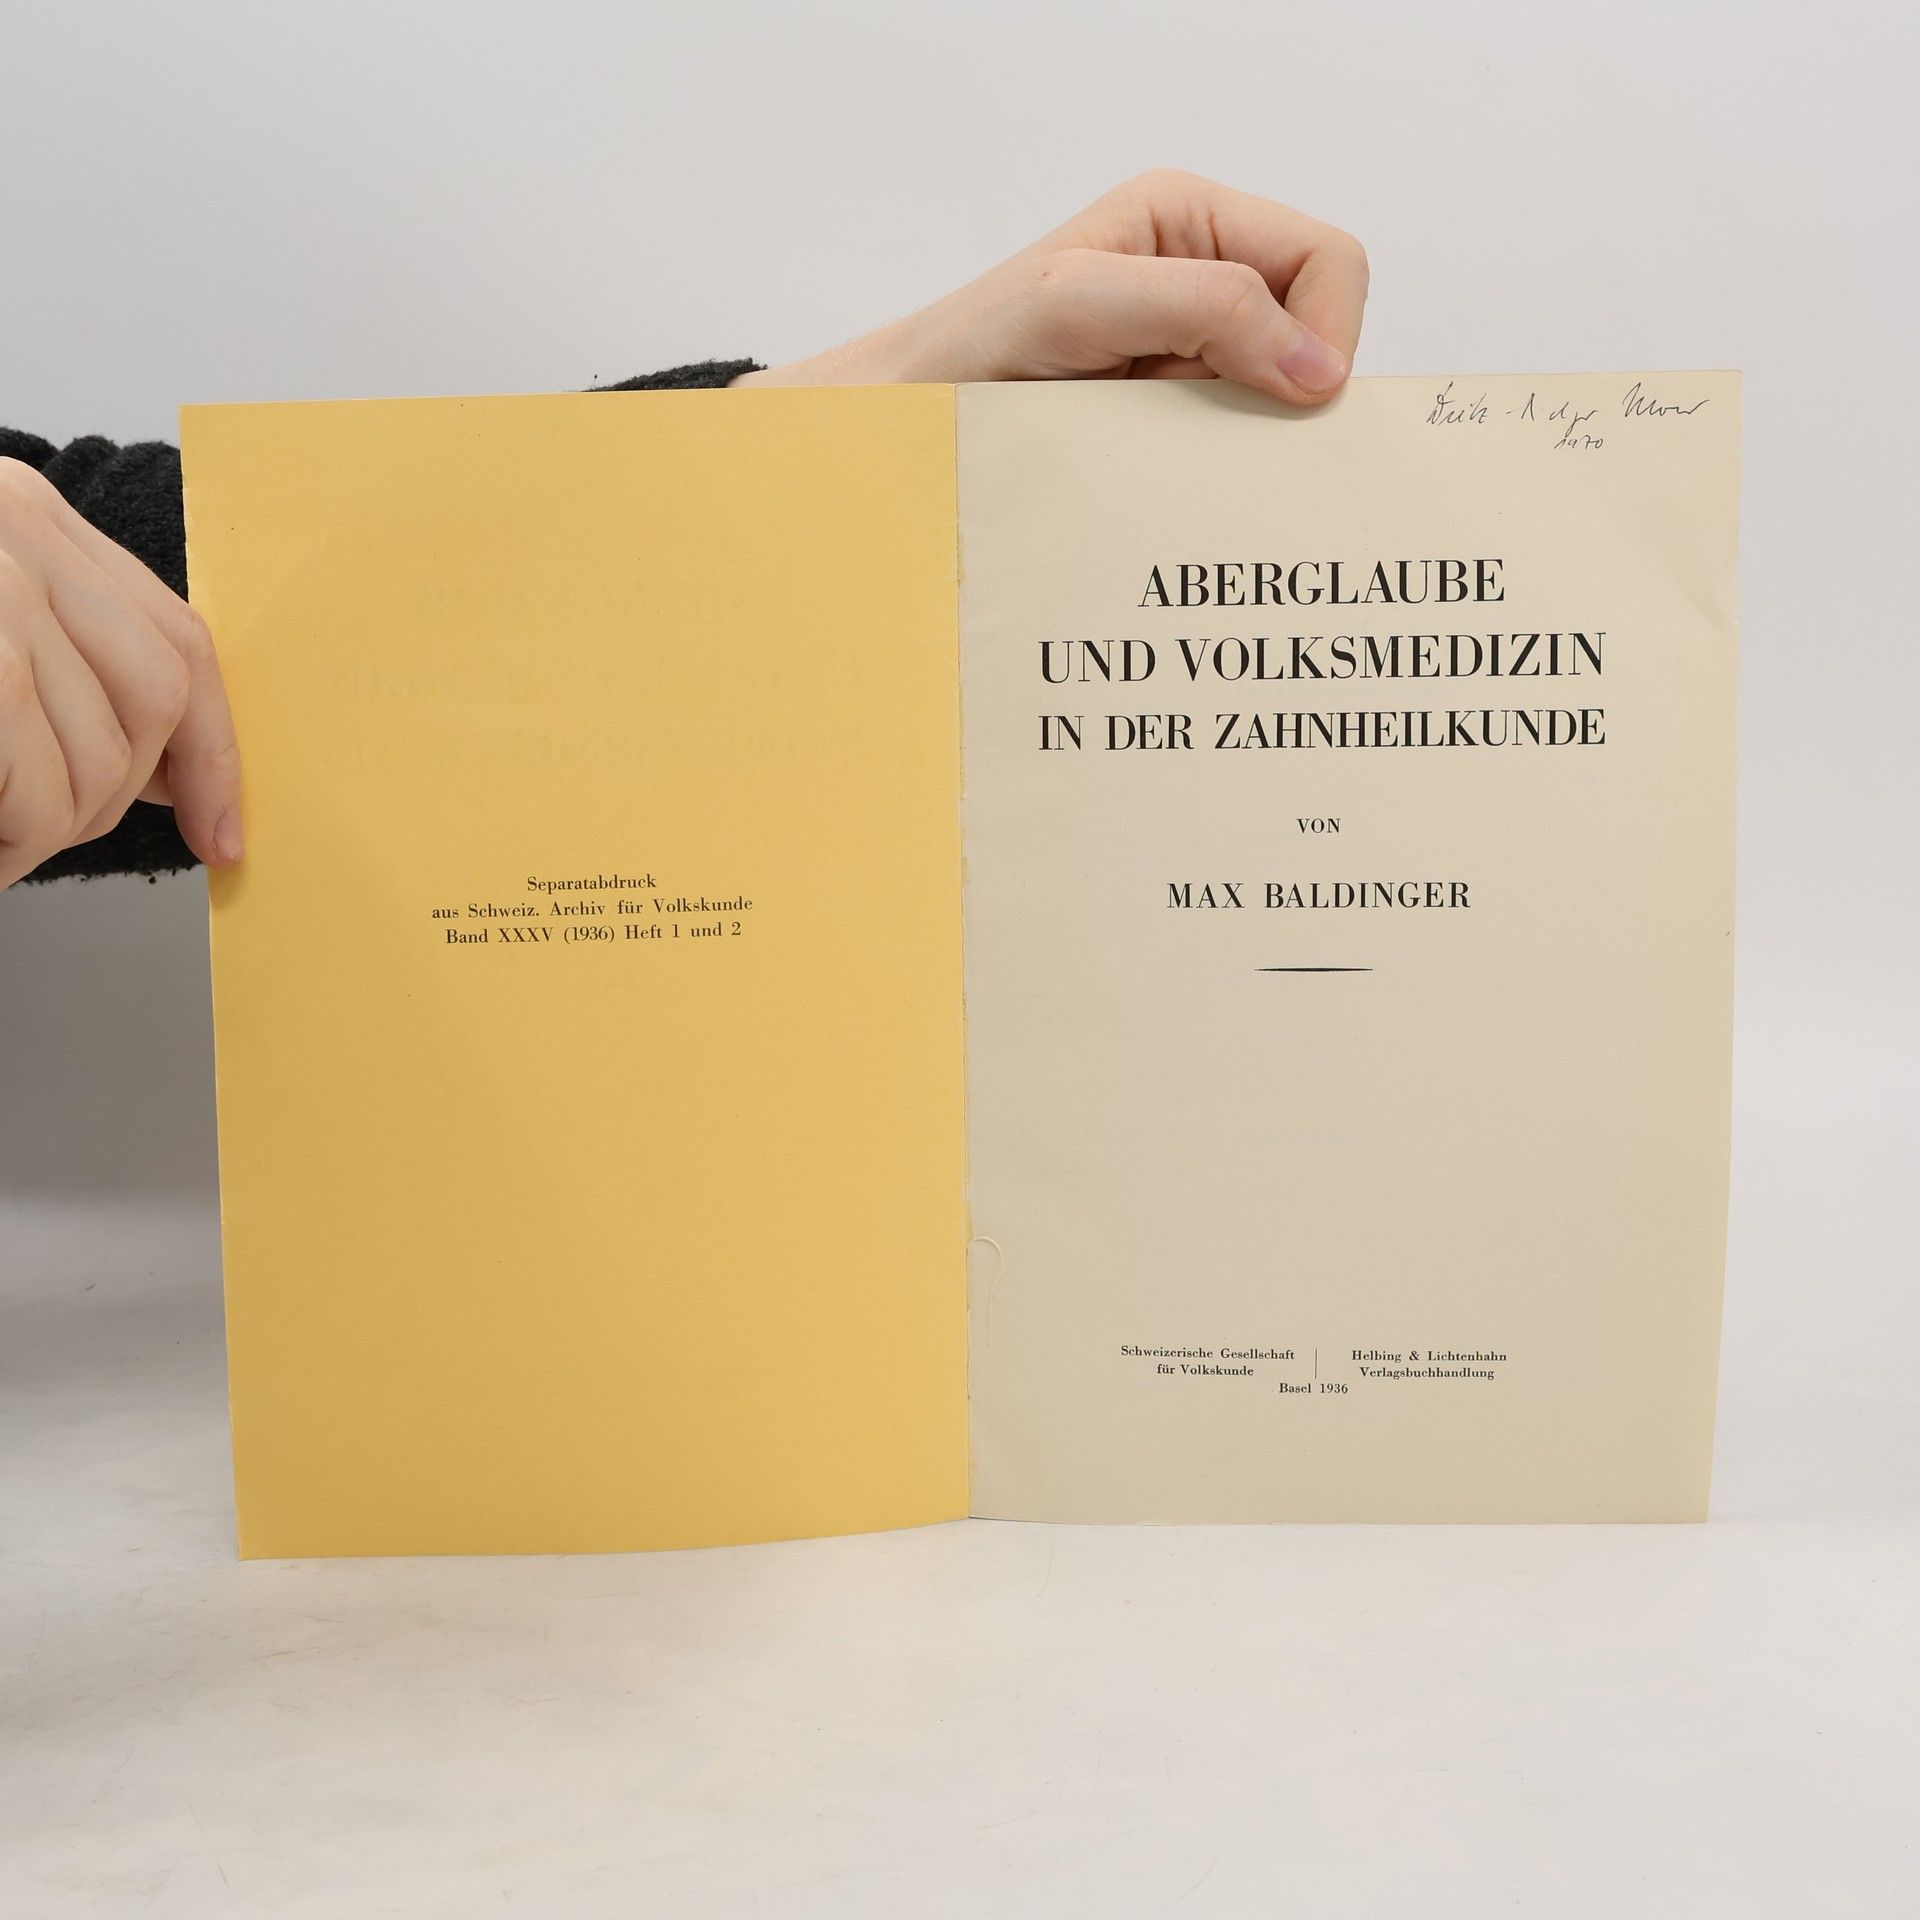 Separatabdruck
aus Schweiz. Archiv für Volkskunde
Band XXXV (1936) Heft 1 und 2
1970
ABERGLAUBE
UND VOLKSMEDIZIN
IN DER ZAHNHEILKUNDE
VON
MAX BALDINGER
Schweizerische Gesellschaft
für Volkskunde
Helbing & Lichtenhahn
Verlagsbuchhandlung
Basel 1936